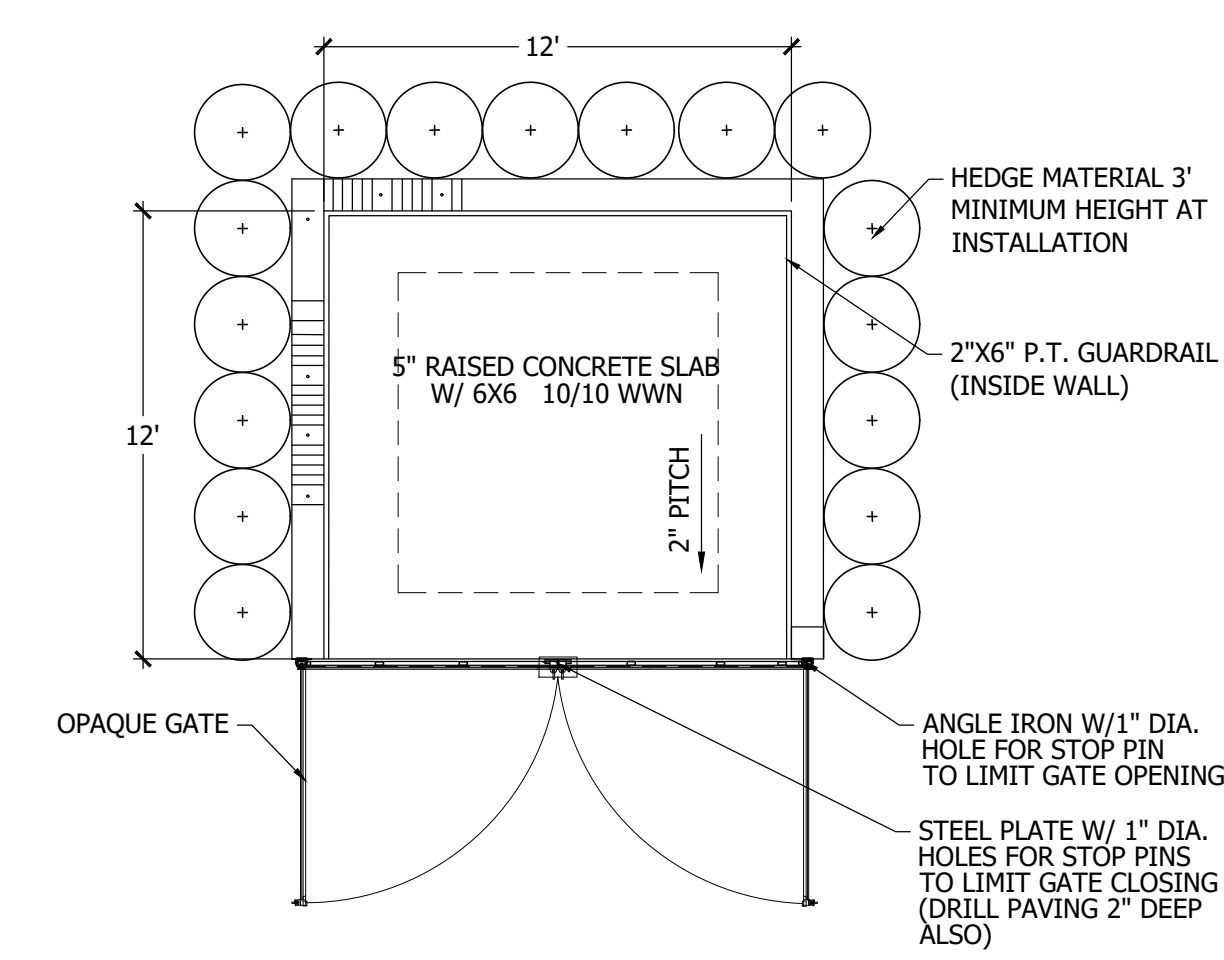 12'
HEDGE MATERIAL 3'
MINIMUM HEIGHT AT
INSTALLATION
2"X6" P.T. GUARDRAIL
(INSIDE WALL)
5" RAISED CONCRETE SLAB
W/ 6X6 10/10 WWN
12'
2" PITCH
OPAQUE GATE
ANGLE IRON W/1" DIA.
HOLE FOR STOP PIN
TO LIMIT GATE OPENING
STEEL PLATE W/ 1" DIA.
HOLES FOR STOP PINS
TO LIMIT GATE CLOSING
(DRILL PAVING 2" DEEP
ALSO)